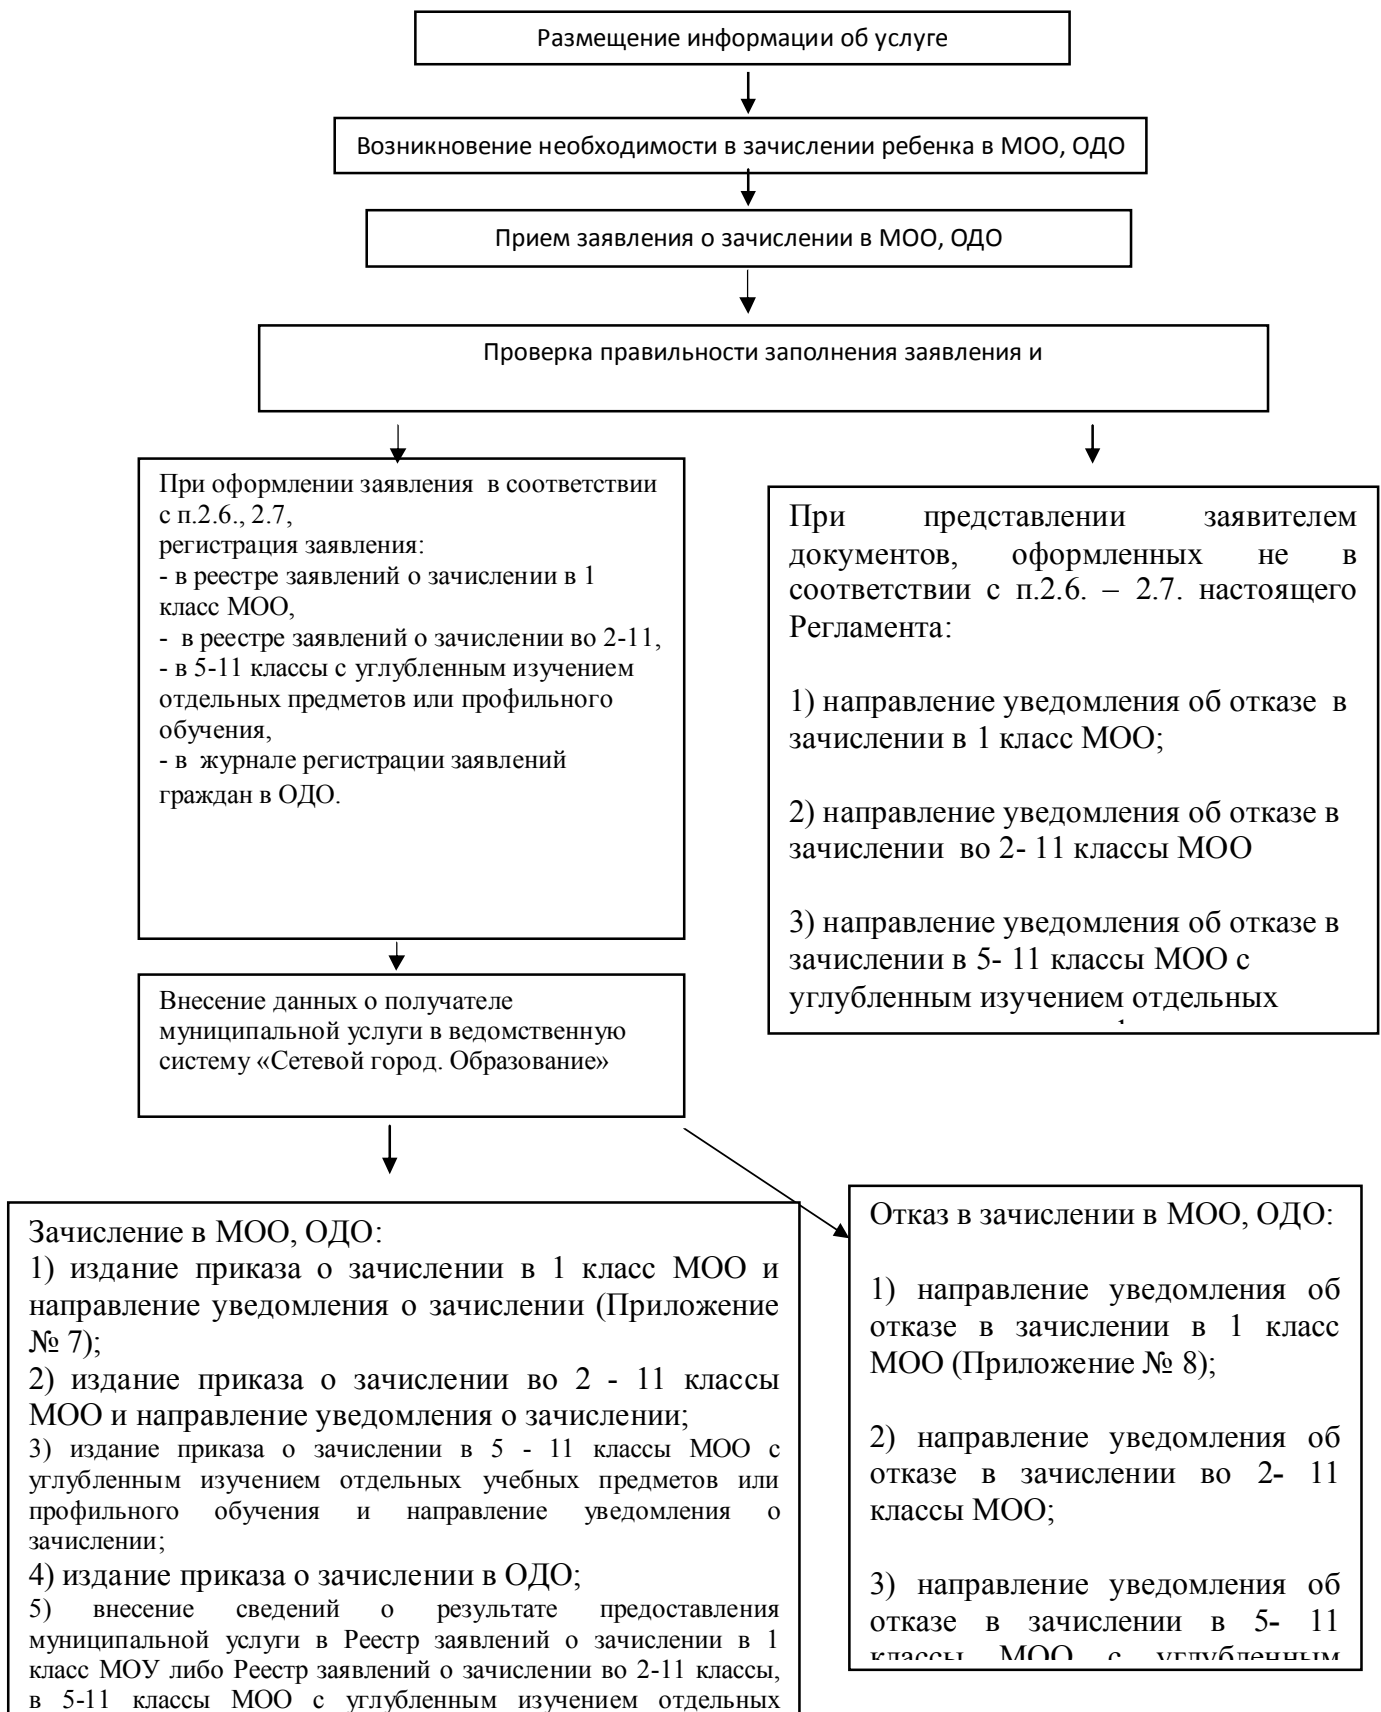 Размещение информации об услуге
Возникновение необходимости в зачислении ребенка в МОО, ОДО
Прием заявления о зачислении в МОО, ОДО
Проверка правильности заполнения заявления и
При оформлении заявления в соответствии
с п.2.6., 2.7,
регистрация заявления:
- в реестре заявлений о зачислении в 1
класс МОО,
- в реестре заявлений о зачислении во 2-11,
- в 5-11 классы с углубленным изучением
отдельных предметов или профильного
обучения,
- в журнале регистрации заявлений
граждан в ОДО.
При представлении заявителем
документов, оформленных не в
соответствии с п.2.6. – 2.7. настоящего
Регламента:
1) направление уведомления об отказе в
зачислении в 1 класс МОО;
2) направление уведомления об отказе в
зачислении во 2- 11 классы МОО
3) направление уведомления об отказе в
зачислении в 5- 11 классы МОО с
углубленным изучением отдельных
Внесение данных о получателе
муниципальной услуги в ведомственную
систему «Сетевой город. Образование»
Зачисление в МОО, ОДО:
1) издание приказа о зачислении в 1 класс МОО и
направление уведомления о зачислении (Приложение
№ 7);
2) издание приказа о зачислении во 2 - 11 классы
МОО и направление уведомления о зачислении;
3) издание приказа о зачислении в 5 - 11 классы МОО с
углубленным изучением отдельных учебных предметов или
профильного обучения и направление уведомления о
зачислении;
4) издание приказа о зачислении в ОДО;
5) внесение сведений о результате предоставления
муниципальной услуги в Реестр заявлений о зачислении в 1
класс МОУ либо Реестр заявлений о зачислении во 2-11 классы,
в 5-11 классы МОО с углубленным изучением отдельных
Отказ в зачислении в МОО, ОДО:
1) направление уведомления об
отказе в зачислении в 1 класс
МОО (Приложение № 8);
2) направление уведомления об
отказе в зачислении во 2- 11
классы МОО;
3) направление уведомления об
отказе в зачислении в 5- 11
классы МОО с углубленным